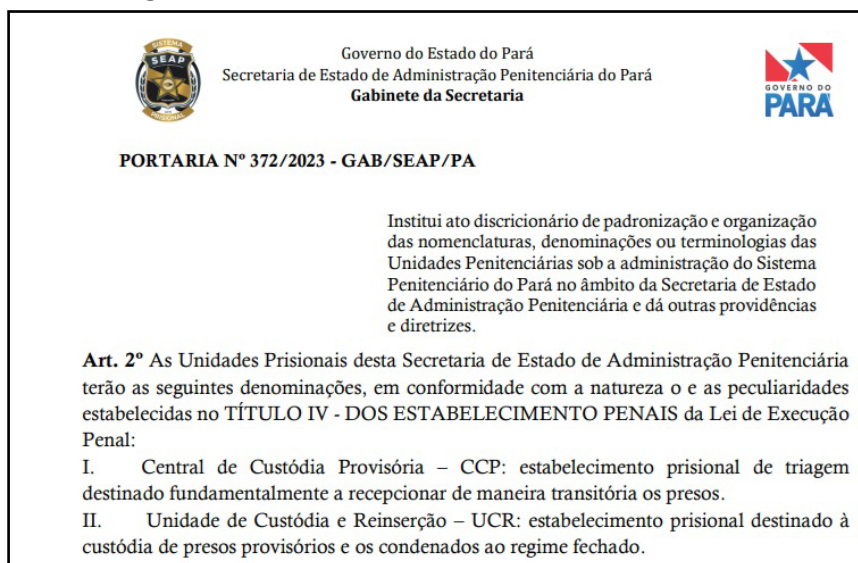 SISTEMA
SEAP
PRISIONAL
Governo do Estado do Pará
Secretaria de Estado de Administração Penitenciária do Pará
Gabinete da Secretaria
GOVERNO DO
PARÁ
PORTARIA Nº 372/2023 - GAB/SEAP/PA
Institui ato discricionário de padronização e organização
das nomenclaturas, denominações ou terminologias das
Unidades Penitenciárias sob a administração do Sistema
Penitenciário do Pará no âmbito da Secretaria de Estado
de Administração Penitenciária e dá outras providências
e diretrizes.
Art. 2º As Unidades Prisionais desta Secretaria de Estado de Administração Penitenciária
terão as seguintes denominações, em conformidade com a natureza o e as peculiaridades
estabelecidas no TÍTULO IV - DOS ESTABELECIMENTO PENAIS da Lei de Execução
Penal:
I. Central de Custódia Provisória – CCP: estabelecimento prisional de triagem
destinado fundamentalmente a recepcionar de maneira transitória os presos.
II. Unidade de Custódia e Reinserção – UCR: estabelecimento prisional destinado à
custódia de presos provisórios e os condenados ao regime fechado.